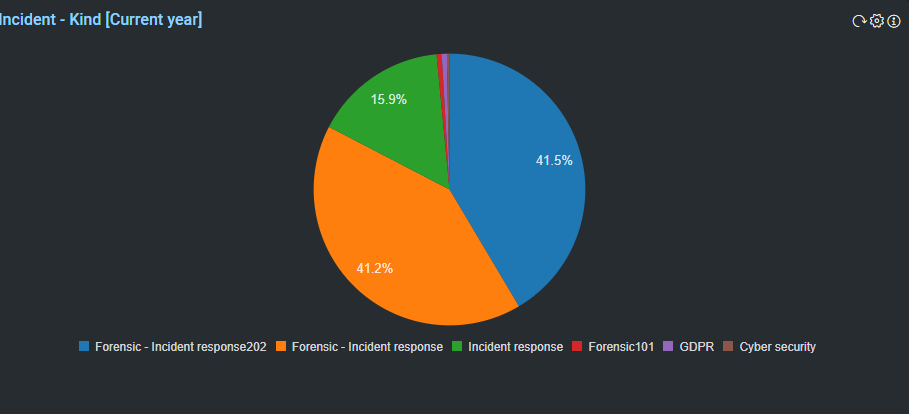 Incident - Kind [Current year]
15.9%
41.5%
41.2%
Forensic - Incident response202 Forensic - Incident response Incident response Forensic101 GDPR Cyber security